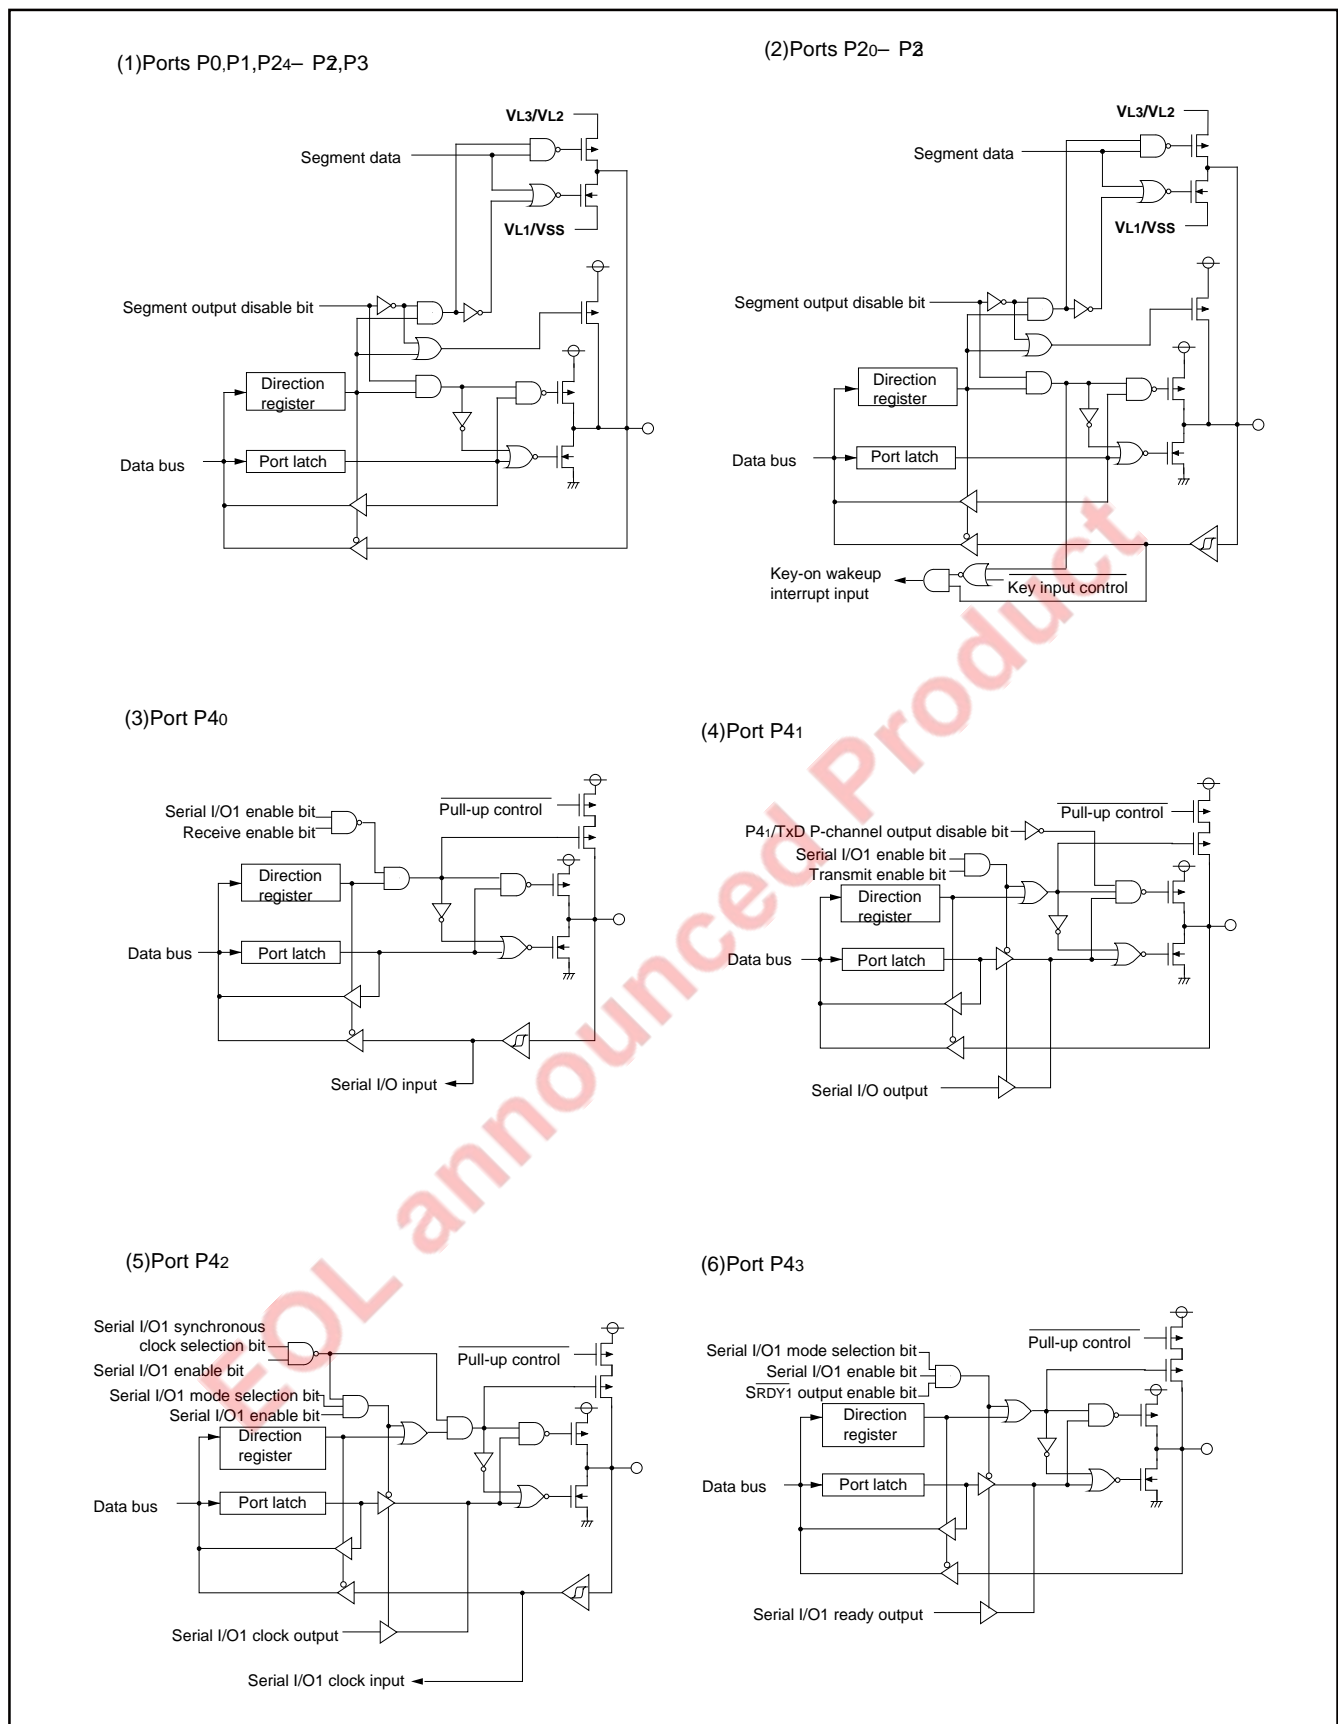 (1)Ports P0,P1,P24– P27,P3
VL3/VL2
Segment data
VL1/VSS
Segment output disable bit
Direction
register
Data bus
Port latch
(2)Ports P20– P23
VL3/VL2
Segment data
VL1/VSS
Segment output disable bit
Direction
register
Data bus
Port latch
Key-on wakeup
interrupt input
Key input control
(3)Port P40
Pull-up control
Serial I/O1 enable bit
Receive enable bit
Direction
register
Data bus
Port latch
Serial I/O input
(4)Port P41
Pull-up control
P41/TxD P-channel output disable bit
Serial I/O1 enable bit
Transmit enable bit
Direction
register
Data bus
Port latch
Serial I/O output
(5)Port P42
Serial I/O1 synchronous
clock selection bit
Serial I/O1 enable bit
Pull-up control
Serial I/O1 mode selection bit
Serial I/O1 enable bit
Direction
register
Data bus
Port latch
Serial I/O1 clock output
Serial I/O1 clock input
(6)Port P43
Pull-up control
Serial I/O1 mode selection bit
Serial I/O1 enable bit
SRDY1 output enable bit
Direction
register
Data bus
Port latch
Serial I/O1 ready output
EOL announced Product